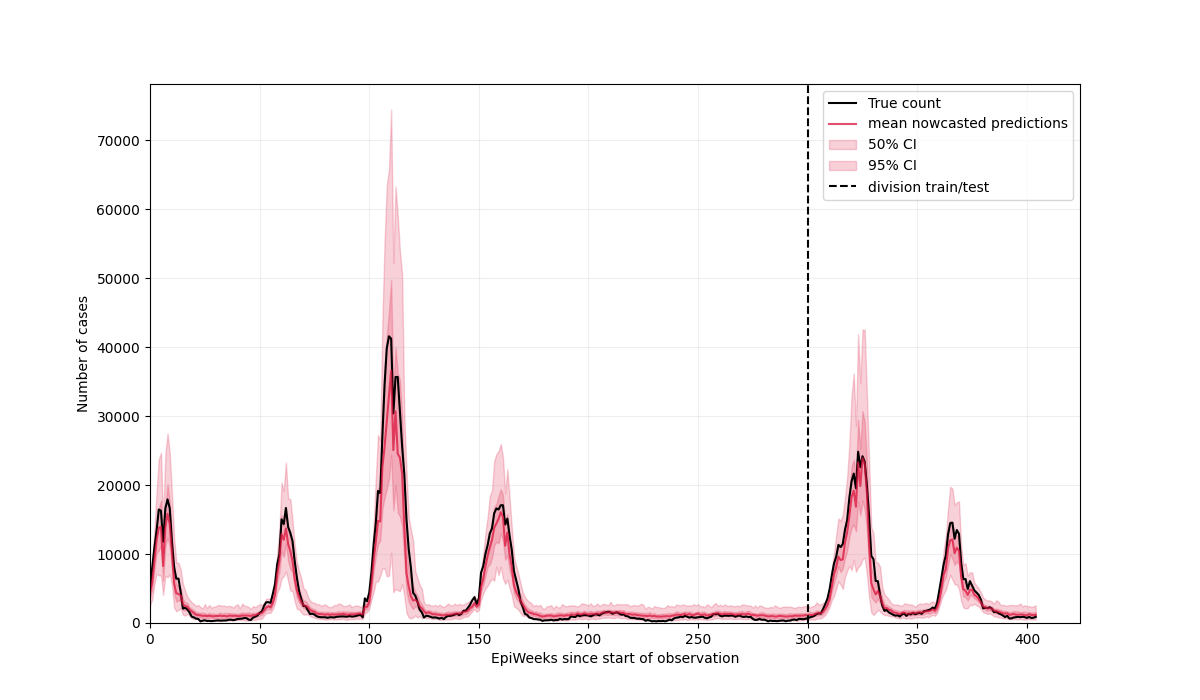 True count
mean nowcasted predictions
50% CI
95% CI
division train/test
Number of cases
70000
60000
50000
40000
30000
20000
10000
0
0 50 100 150 200 250 300 350 400
EpiWeeks since start of observation